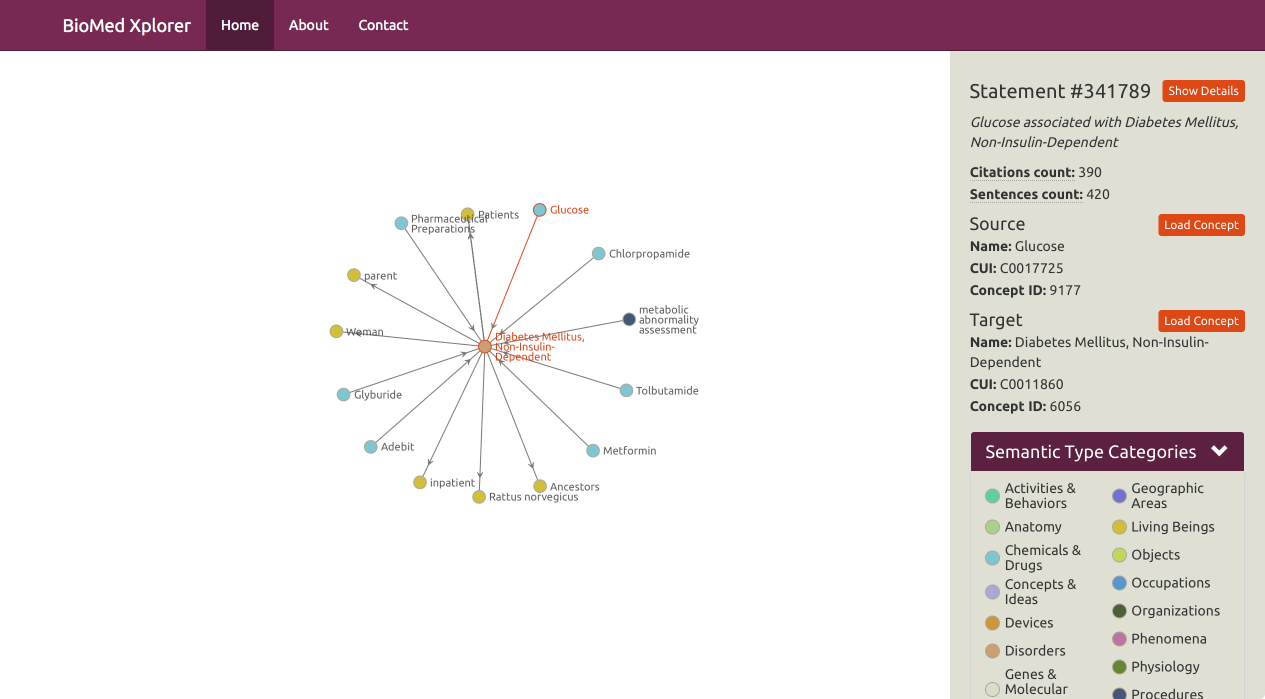 BioMed Xplorer Home About Contact
Patients
Glucose
Pharmaceutical
Preparations
Chlorpropamide
parent
metabolic
abnormality
assessment
Woman
Diabetes Mellitus,
Non-Insulin-
Dependent
Glyburide
Tolbutamide
Adebit
Metformin
inpatient
Ancestors
Rattus norvegicus
Statement #341789 Show Details
Glucose associated with Diabetes Mellitus,
Non-Insulin-Dependent
Citations count: 390
Sentences count: 420
Source Load Concept
Name: Glucose
CUI: C0017725
Concept ID: 9177
Target Load Concept
Name: Diabetes Mellitus, Non-Insulin-
Dependent
CUI: C0011860
Concept ID: 6056
Semantic Type Categories
Activities &
Behaviors
Anatomy
Chemicals &
Drugs
Concepts &
Ideas
Devices
Disorders
Genes &
Molecular
Geographic
Areas
Living Beings
Objects
Occupations
Organizations
Phenomena
Physiology
Procedures